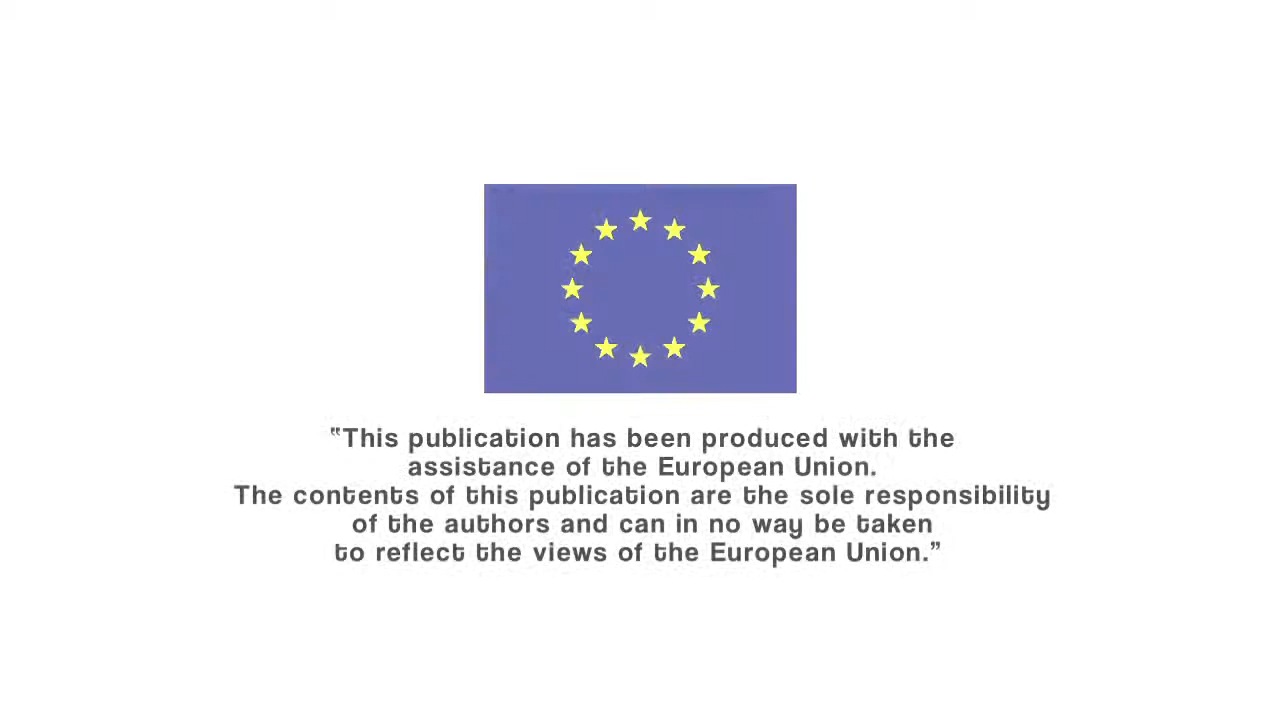 “This publication has been produced with the
assistance of the European Union.
The contents of this publication are the sole responsibility
of the authors and can in no way be taken
to reflect the views of the European Union.”